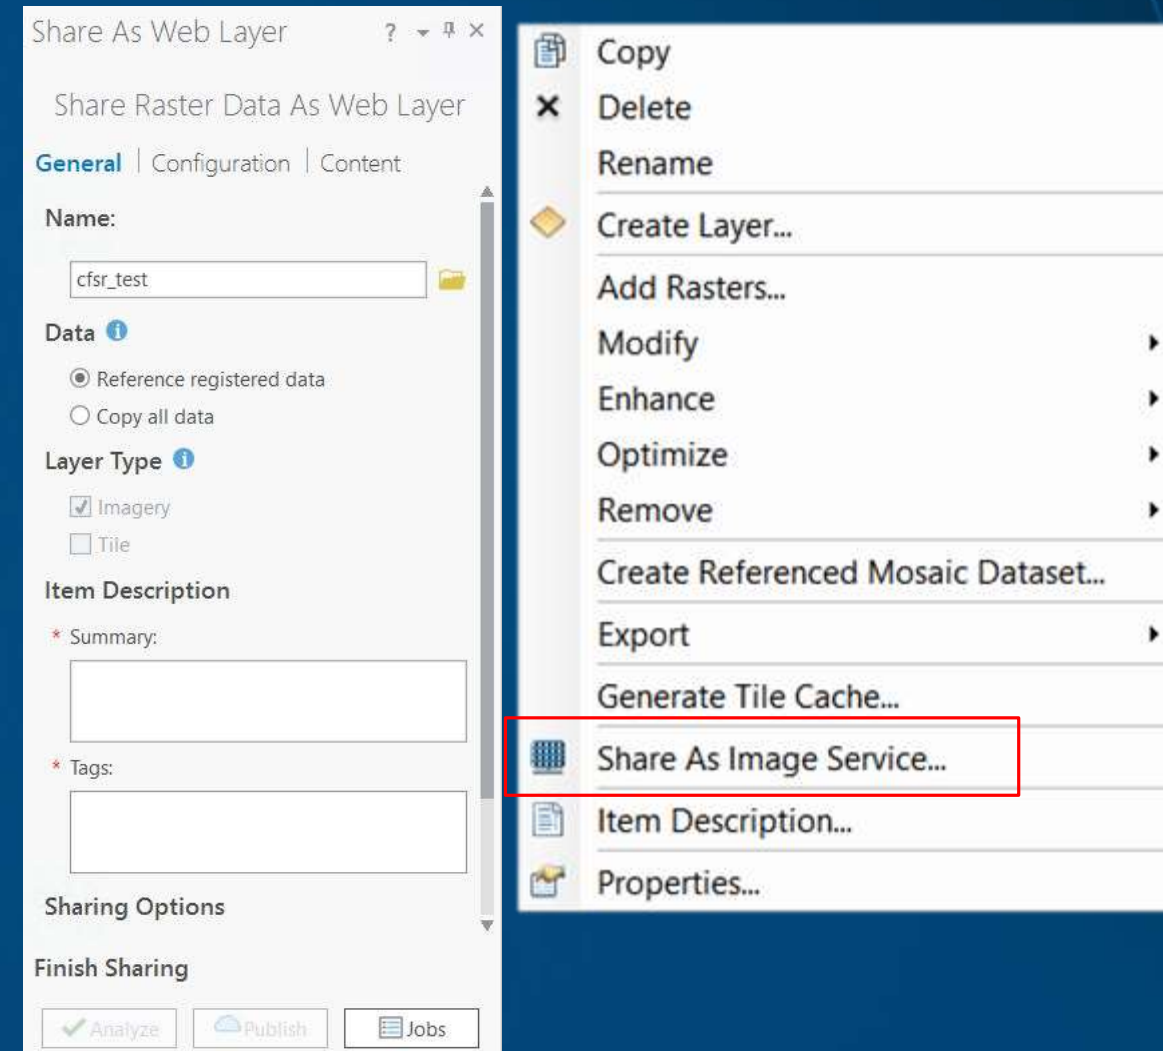 Share As Web Layer
Share Raster Data As Web Layer
General | Configuration | Content
Name:
cfsr_test
Data
Reference registered data
Copy all data
Layer Type
Imagery
Tile
Item Description
* Summary:
* Tags:
Sharing Options
Finish Sharing
Analyze Publish Jobs
Copy
Delete
Rename
Create Layer...
Add Rasters...
Modify
Enhance
Optimize
Remove
Create Referenced Mosaic Dataset...
Export
Generate Tile Cache...
Share As Image Service...
Item Description...
Properties...